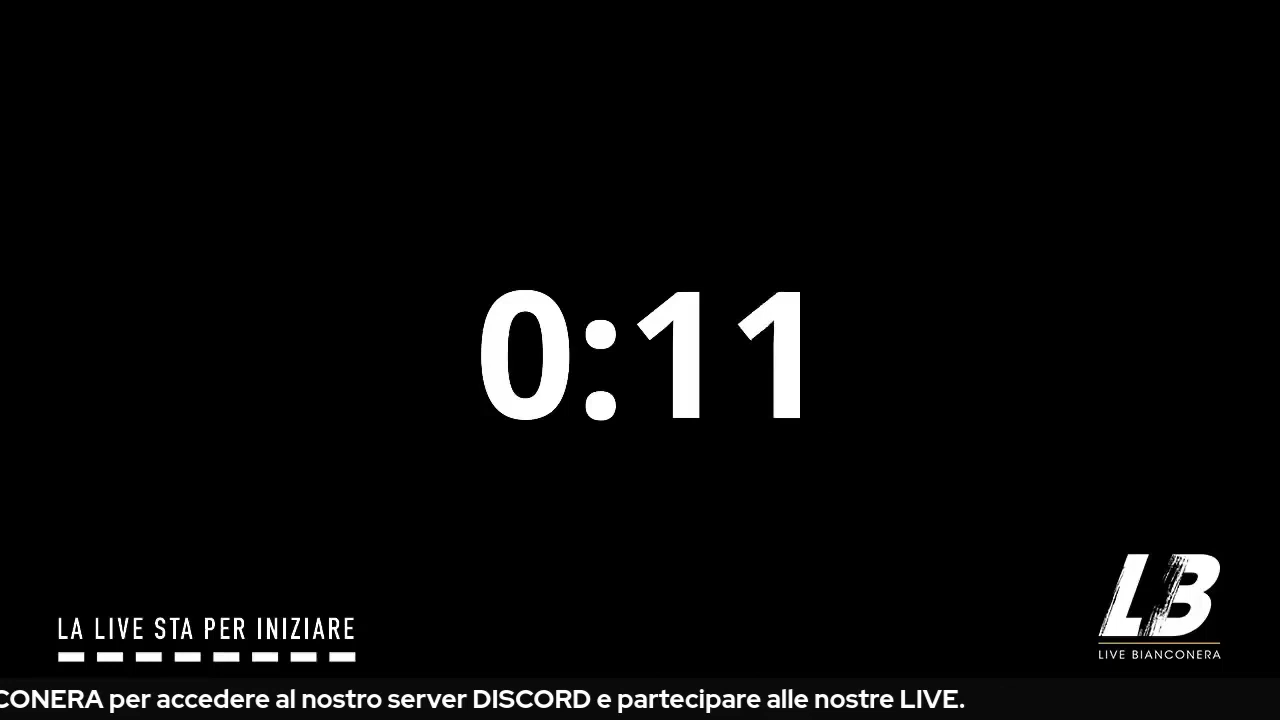 0:11
LA LIVE STA PER INIZIARE
LB
LIVE BIANCONERA
CONERA per accedere al nostro server DISCORD e partecipare alle nostre LIVE.